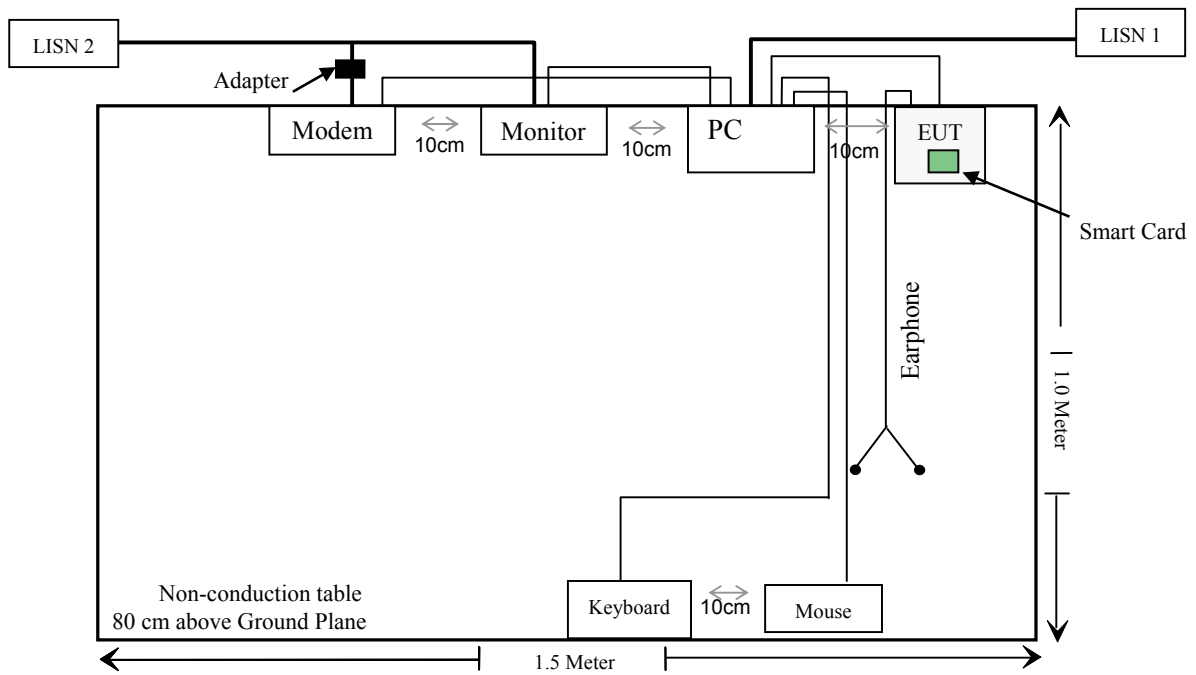 LISN 2
LISN 1
Adapter
Modem
10cm
Monitor
10cm
PC
10cm
EUT
Smart Card
Earphone
1.0 Meter
Non-conduction table
80 cm above Ground Plane
Keyboard
10cm
Mouse
1.5 Meter